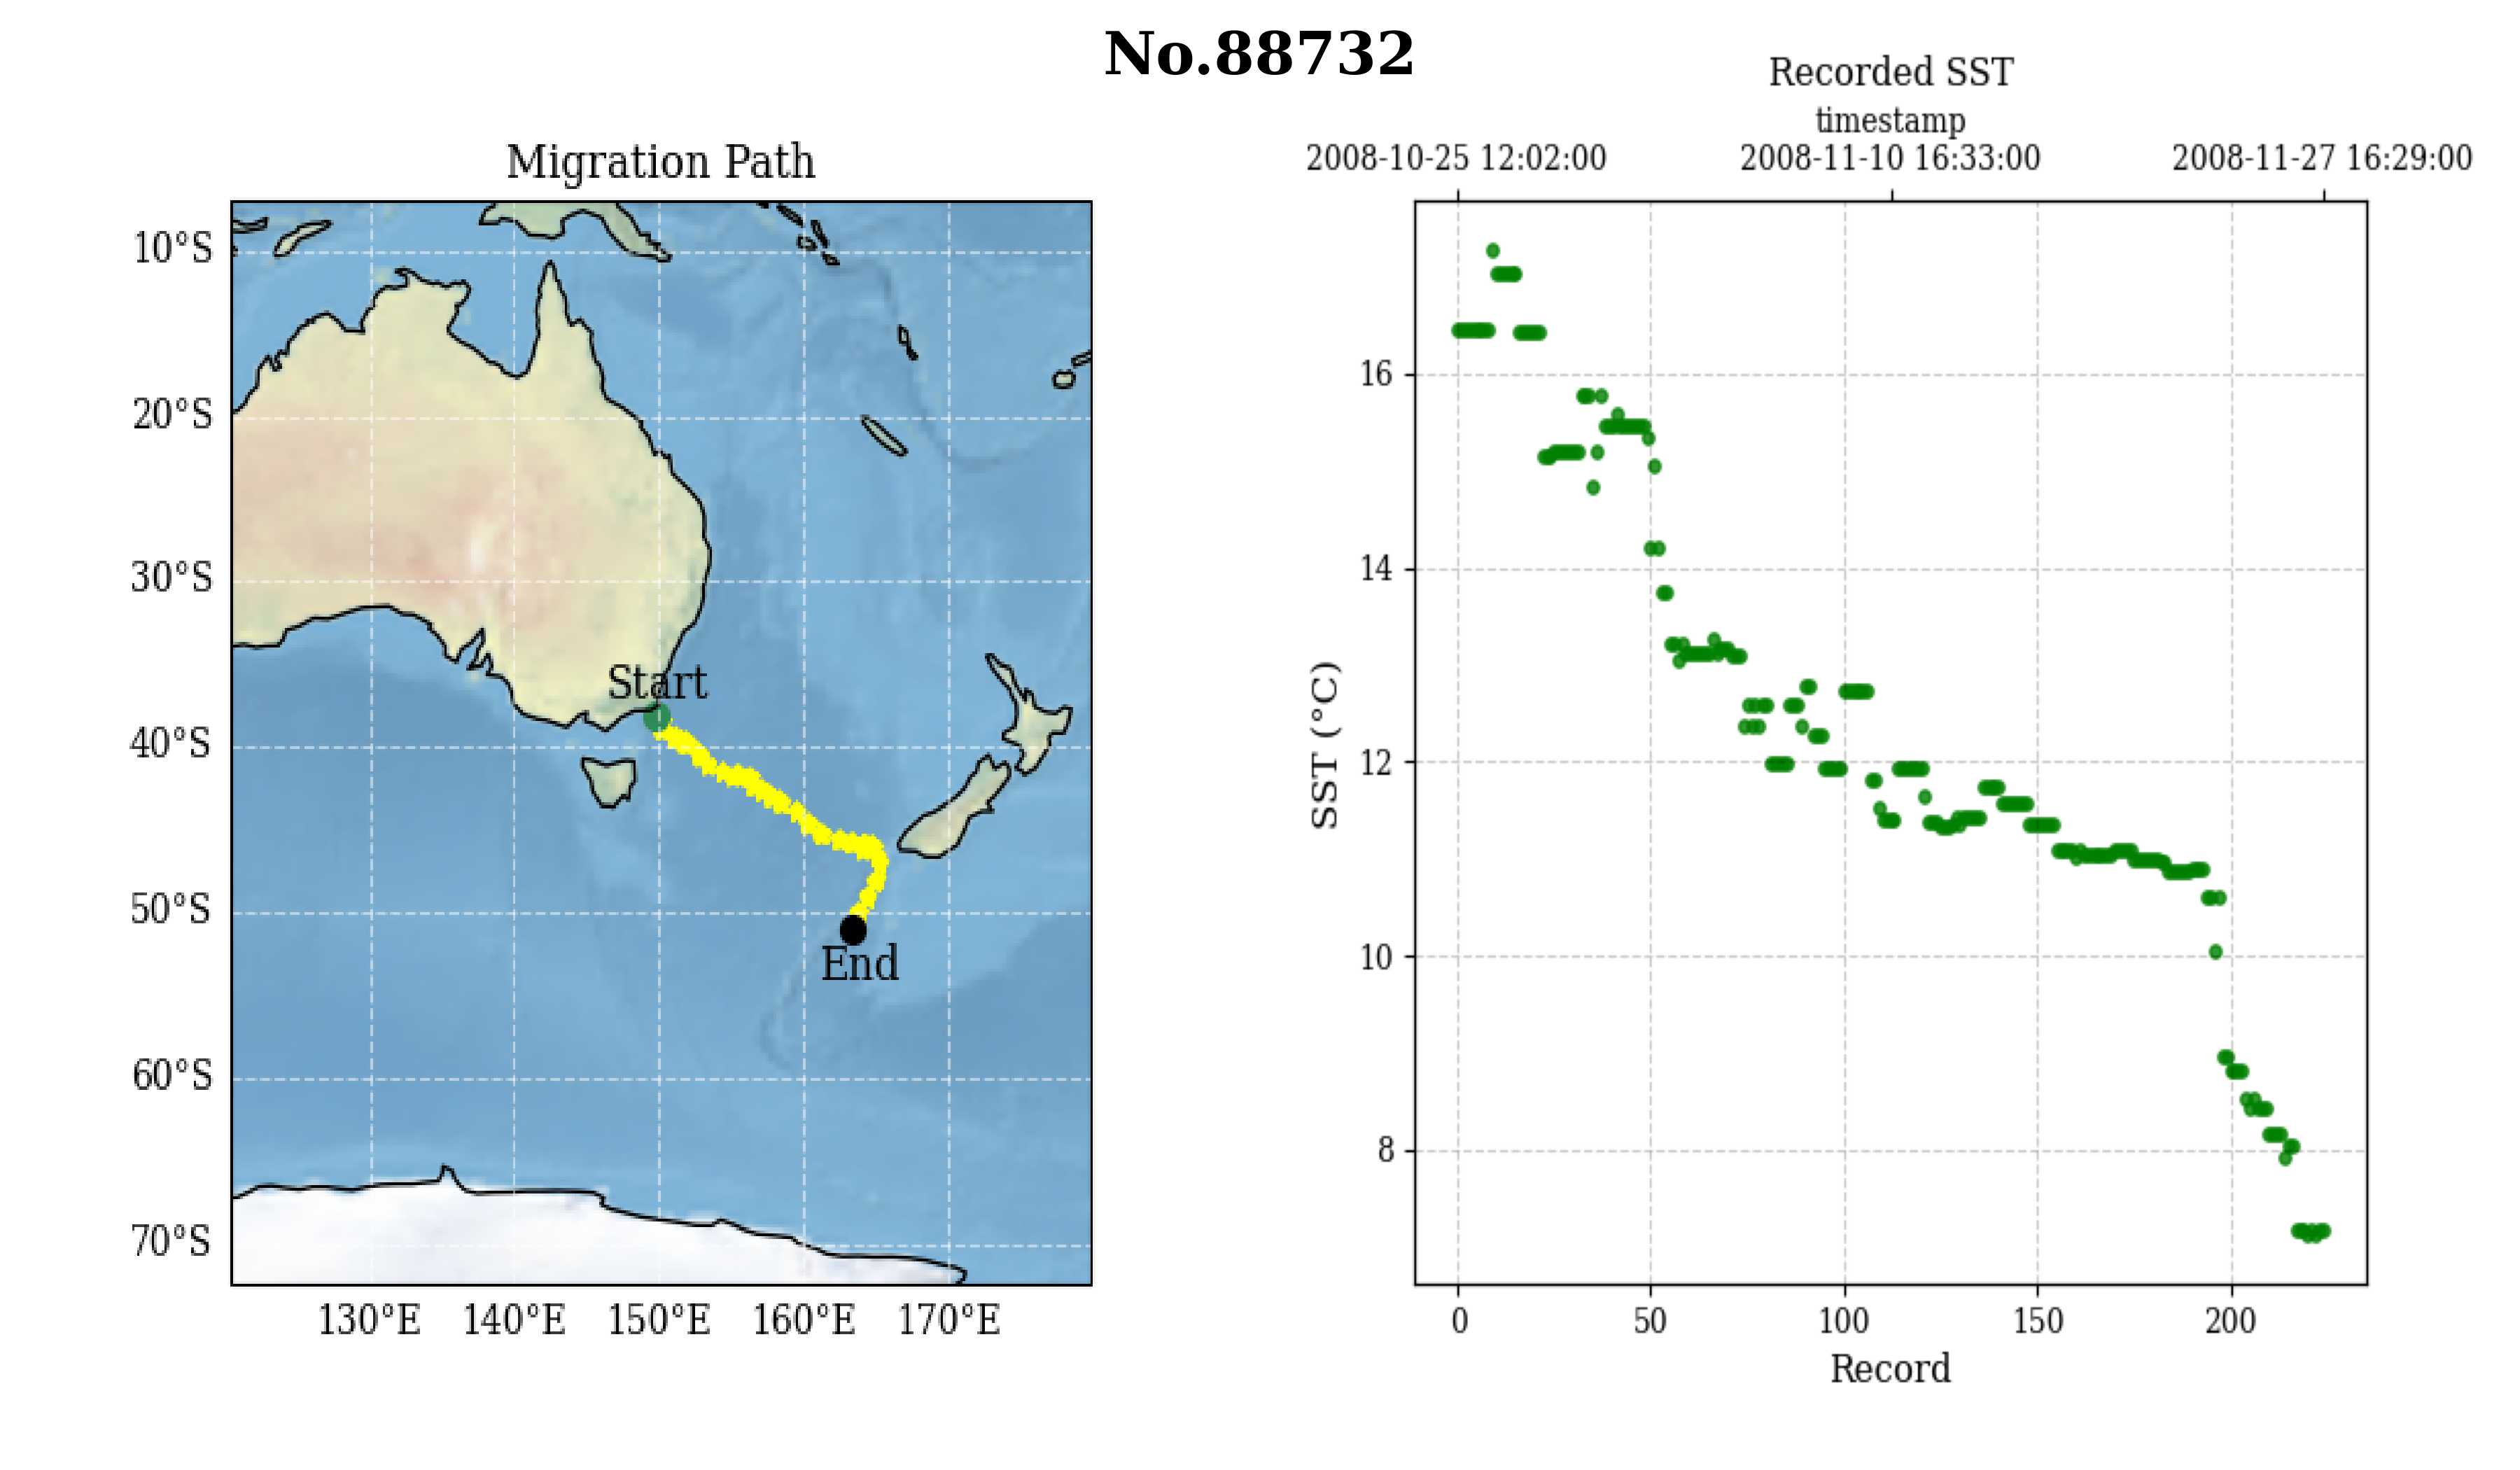 No.88732
Migration Path
10°S
20°S
30°S
40°S
50°S
60°S
70°S
130°E 140°E 150°E 160°E 170°E
Start
End
Recorded SST
timestamp
2008-10-25 12:02:00 2008-11-10 16:33:00 2008-11-27 16:29:00
SST (°C)
16
14
12
10
8
0 50 100 150 200
Record